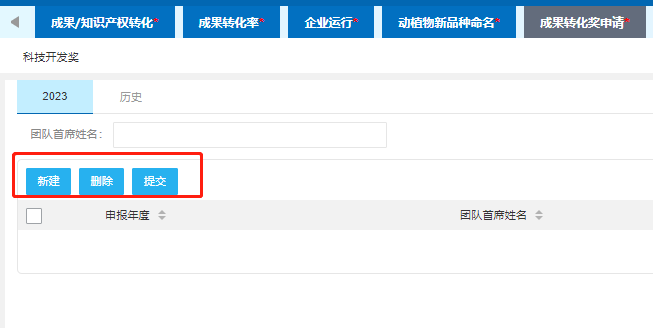 成果/知识产权转化* 成果转化率* 企业运行* 动植物新品种命名* 成果转化奖申请*
科技开发奖
2023 历史
团队首席姓名：
新建 删除 提交
申报年度 团队首席姓名